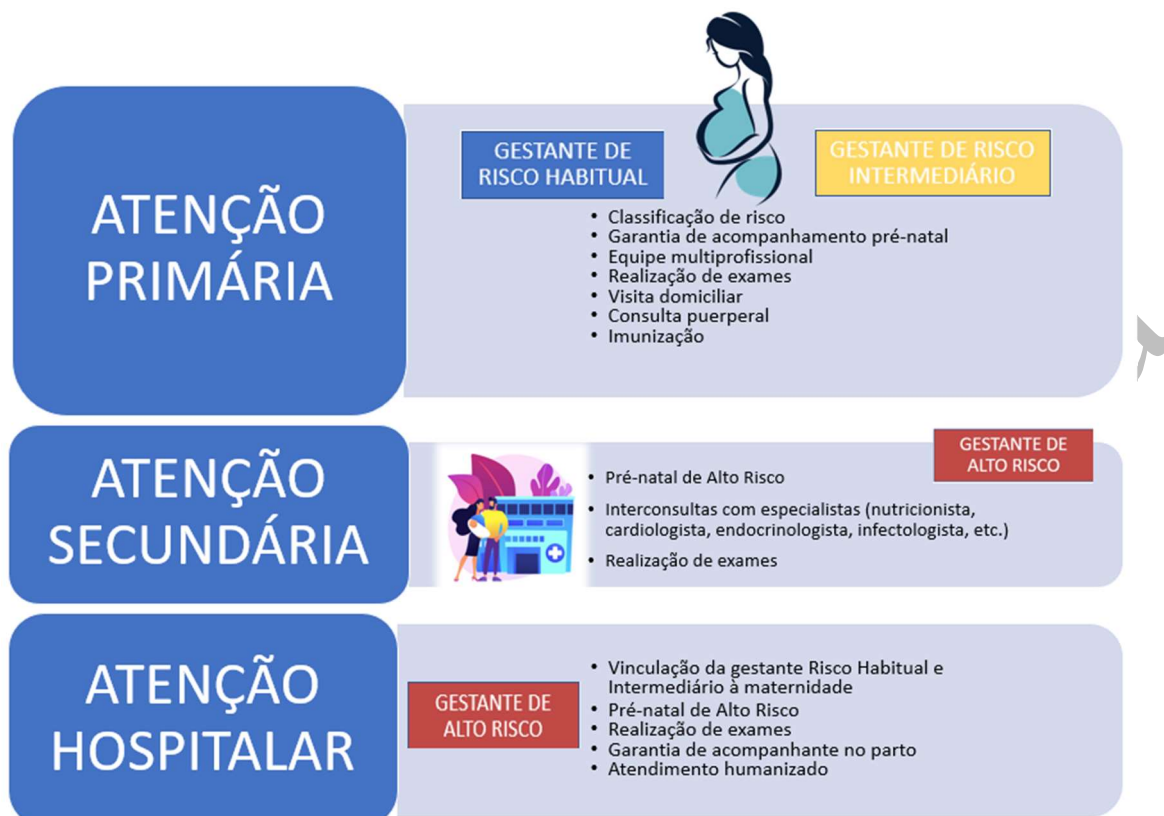 ATENÇÃO
PRIMÁRIA
GESTANTE DE
RISCO HABITUAL
GESTANTE DE RISCO
INTERMEDIÁRIO
• Classificação de risco
• Garantia de acompanhamento pré-natal
• Equipe multiprofissional
• Realização de exames
• Visita domiciliar
• Consulta puerperal
• Imunização
ATENÇÃO
SECUNDÁRIA
GESTANTE DE
ALTO RISCO
• Pré-natal de Alto Risco
• Interconsultas com especialistas (nutricionista,
cardiologista, endocrinologista, infectologista, etc.)
• Realização de exames
ATENÇÃO
HOSPITALAR
GESTANTE DE
ALTO RISCO
• Vinculação da gestante Risco Habitual e
Intermediário à maternidade
• Pré-natal de Alto Risco
• Realização de exames
• Garantia de acompanhante no parto
• Atendimento humanizado